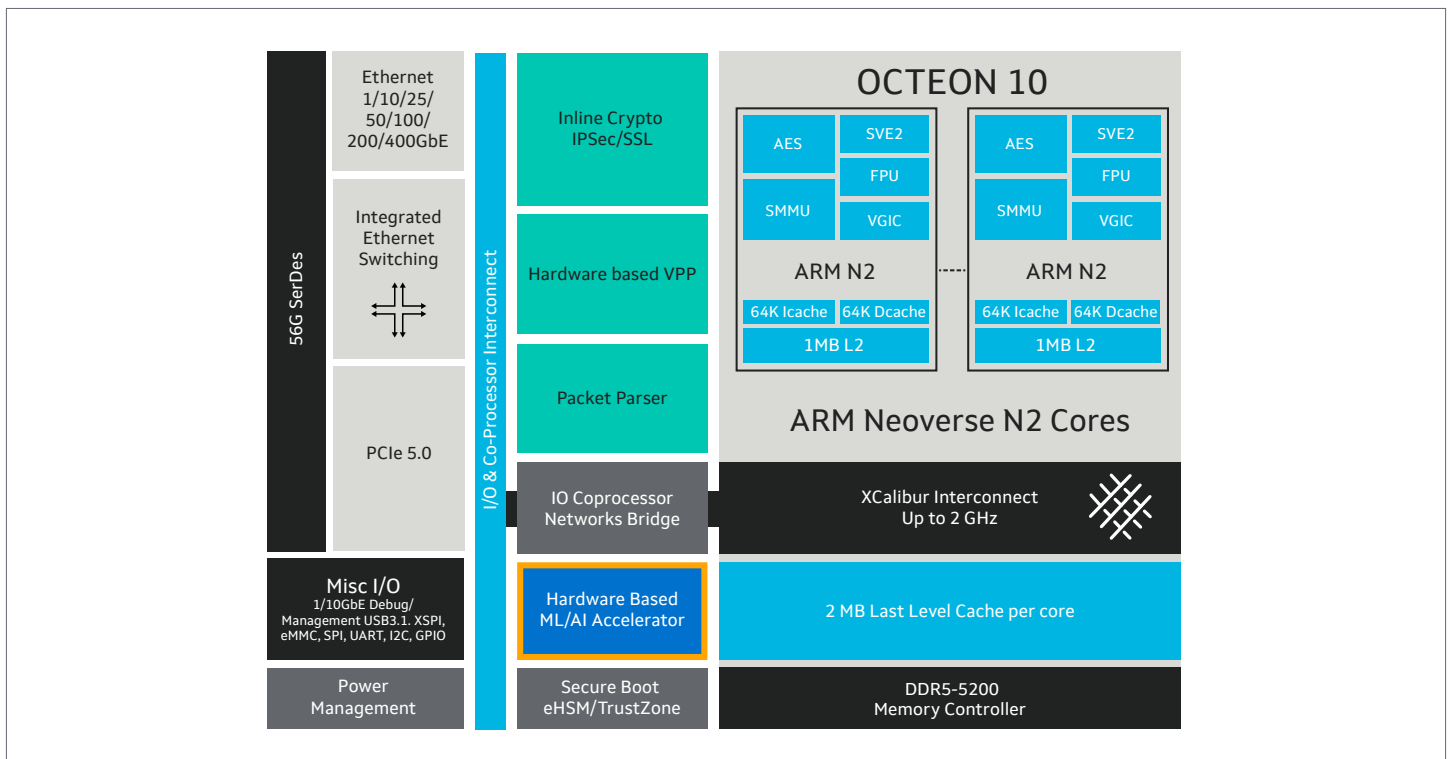 56G SerDes
Ethernet
1/10/25/
50/100/
200/400GbE
Integrated
Ethernet
Switching
PCIe 5.0
Misc I/O
1/10GbE Debug/
Management USB3.1. XSPI,
eMMC, SPI, UART, I2C, GPIO
Power
Management
I/O & Co-Processor Interconnect
Inline Crypto
IPSec/SSL
Hardware based VPP
Packet Parser
IO Coprocessor
Networks Bridge
Hardware Based
ML/AI Accelerator
Secure Boot
eHSM/TrustZone
OCTEON 10
AES
SVE2
FPU
SMMU
VGIC
ARM N2
64K Icache
64K Dcache
1MB L2
AES
SVE2
FPU
SMMU
VGIC
ARM N2
64K Icache
64K Dcache
1MB L2
ARM Neoverse N2 Cores
XCalibur Interconnect
Up to 2 GHz
2 MB Last Level Cache per core
DDR5-5200
Memory Controller